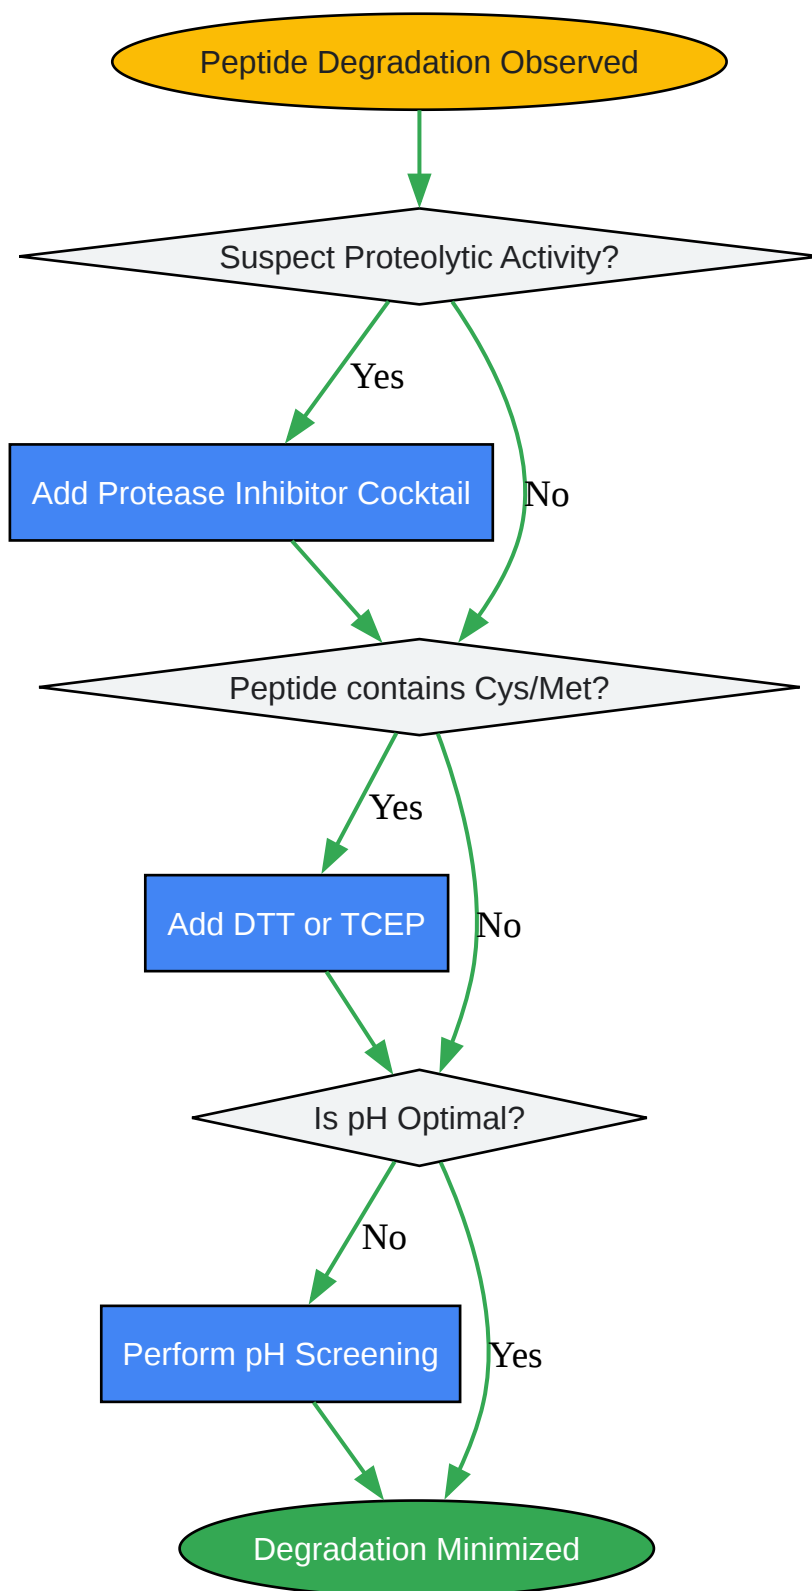 Peptide Degradation Observed
Suspect Proteolytic Activity?
Yes
Add Protease Inhibitor Cocktail
No
Peptide contains Cys/Met?
Yes
Add DTT or TCEP
No
Is pH Optimal?
No
Perform pH Screening
Yes
Degradation Minimized